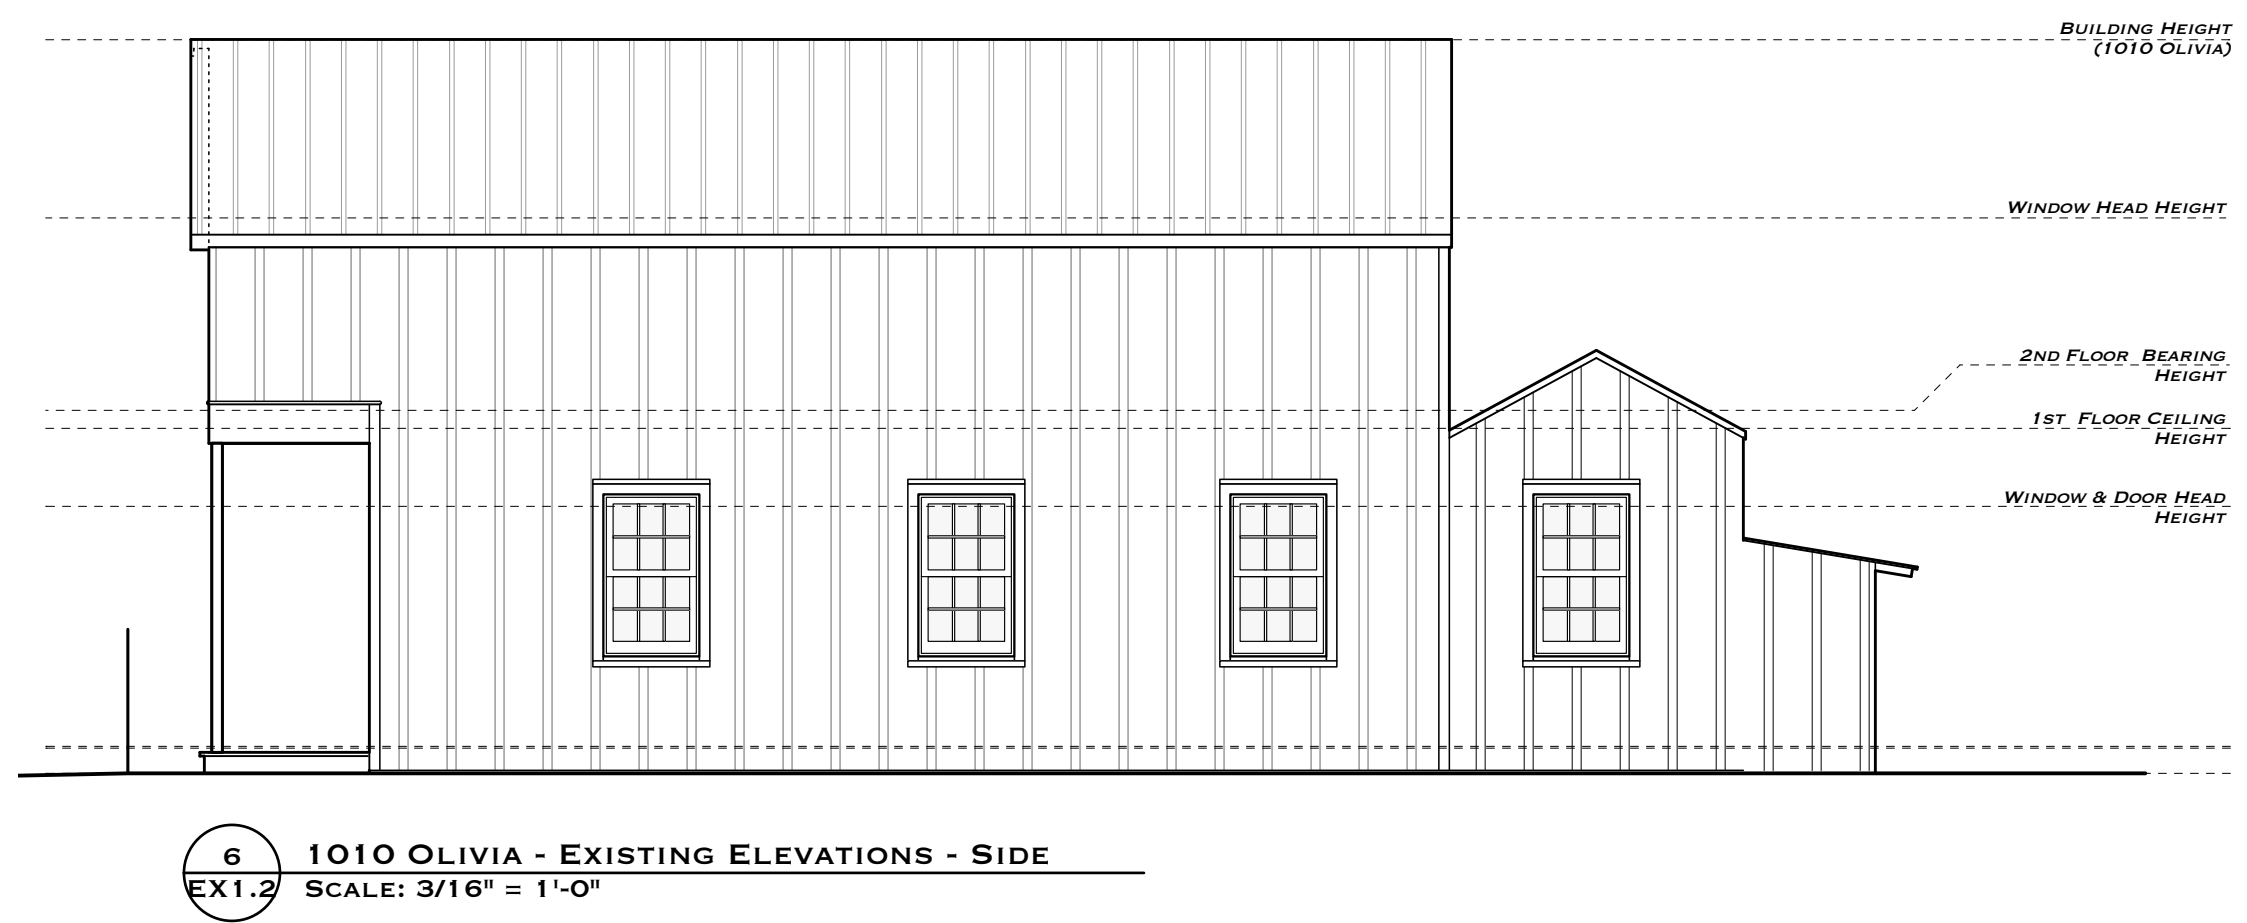 Building Height
(1010 Olivia)
Window Head Height
2nd Floor Bearing
Height
1st Floor Ceiling
Height
Window & Door Head
Height
6
1010 Olivia - Existing Elevations - Side
EX1.2
Scale: 3/16" = 1'-0"